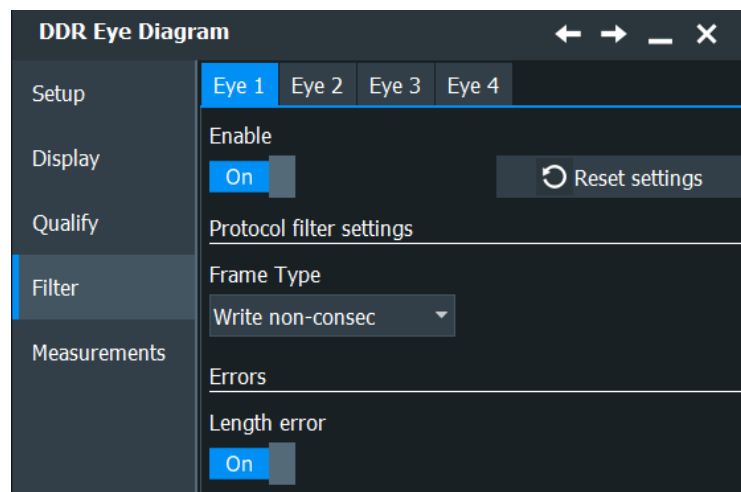 DDR Eye Diagram
Setup
Display
Qualify
Filter
Measurements
Eye 1 Eye 2 Eye 3 Eye 4
Enable
On
Reset settings
Protocol filter settings
Frame Type
Write non-consec
Errors
Length error
On